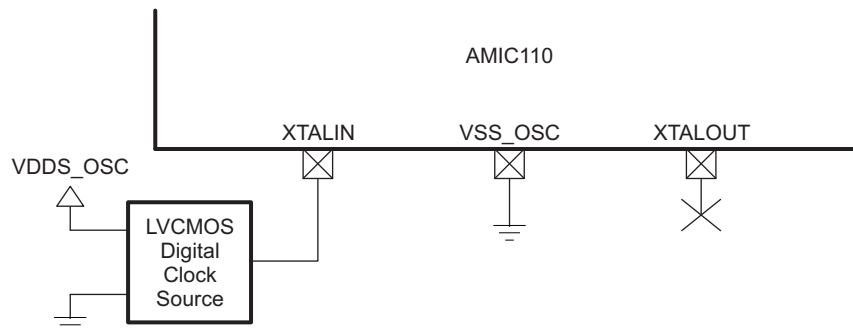 AMIC110
XTALIN
VSS_OSC
XTALOUT
VDDS_OSC
LVCMOS
Digital
Clock
Source